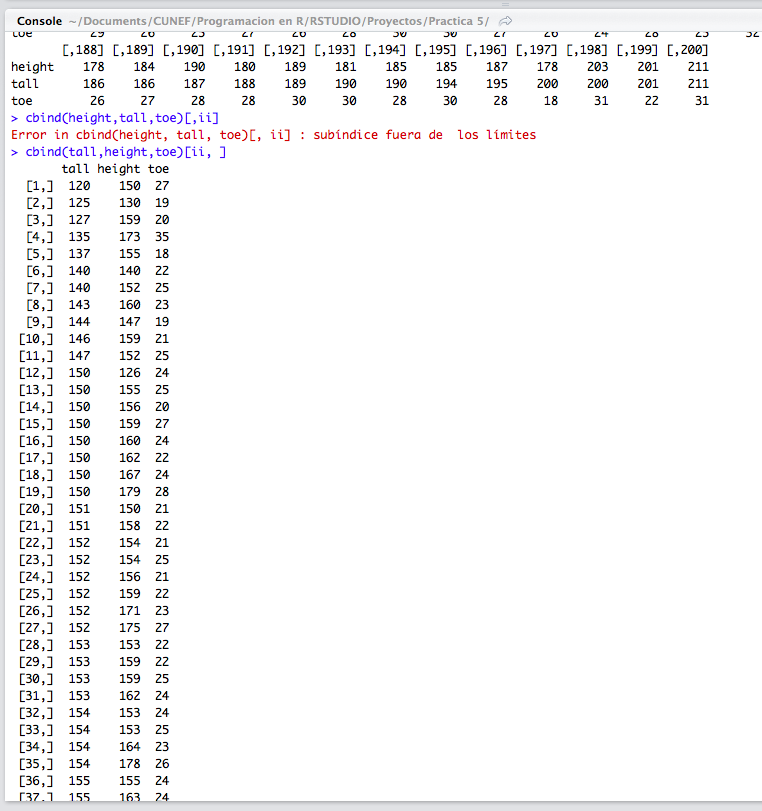 Console ~/Documents/CUNEF/Programacion en R/RSTUDIO/Proyectos/Practica 5/
toe 29 26 25 27 26 28 30 30 27 26 24 28 25 32
[,188] [,189] [,190] [,191] [,192] [,193] [,194] [,195] [,196] [,197] [,198] [,199] [,200]
height 178 184 190 180 189 181 185 185 187 178 203 201 211
tall 186 186 187 188 189 190 190 194 195 200 200 201 211
toe 26 27 28 28 30 30 28 30 28 18 31 22 31
> cbind(height,tall,toe)[,ii]
Error in cbind(height, tall, toe)[, ii] : subíndice fuera de  los límites
> cbind(tall,height,toe)[ii, ]
tall height toe
[1,] 120 150 27
[2,] 125 130 19
[3,] 127 159 20
[4,] 135 173 35
[5,] 137 155 18
[6,] 140 140 22
[7,] 140 152 25
[8,] 143 160 23
[9,] 144 147 19
[10,] 146 159 21
[11,] 147 152 25
[12,] 150 126 24
[13,] 150 155 25
[14,] 150 156 20
[15,] 150 159 27
[16,] 150 160 24
[17,] 150 162 22
[18,] 150 167 24
[19,] 150 179 28
[20,] 151 150 21
[21,] 151 158 22
[22,] 152 154 21
[23,] 152 154 25
[24,] 152 156 21
[25,] 152 159 22
[26,] 152 171 23
[27,] 152 175 27
[28,] 153 153 22
[29,] 153 159 22
[30,] 153 159 25
[31,] 153 162 24
[32,] 154 153 24
[33,] 154 153 25
[34,] 154 164 23
[35,] 154 178 26
[36,] 155 155 24
[37,] 155 163 24